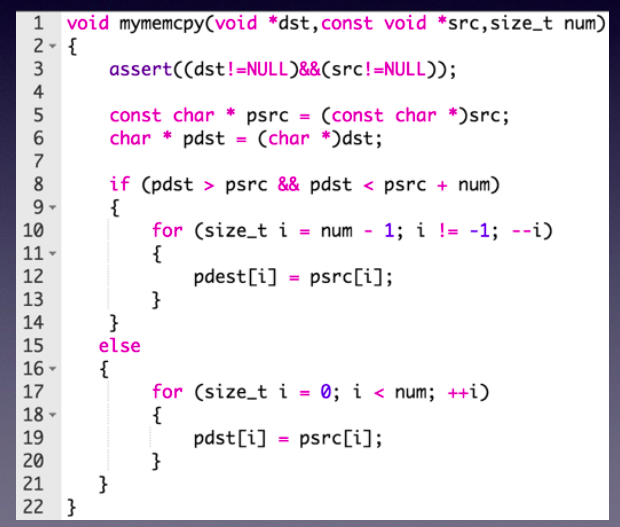 1 void mymemcpy(void *dst,const void *src,size_t num)
2 {
3 assert((dst!=NULL)&&(src!=NULL));
4
5 const char * psrc = (const char *)src;
6 char * pdst = (char *)dst;
7
8 if (pdst > psrc && pdst < psrc + num)
9 {
10 for (size_t i = num - 1; i != -1; --i)
11 {
12 pdest[i] = psrc[i];
13 }
14 }
15 else
16 {
17 for (size_t i = 0; i < num; ++i)
18 {
19 pdst[i] = psrc[i];
20 }
21 }
22 }